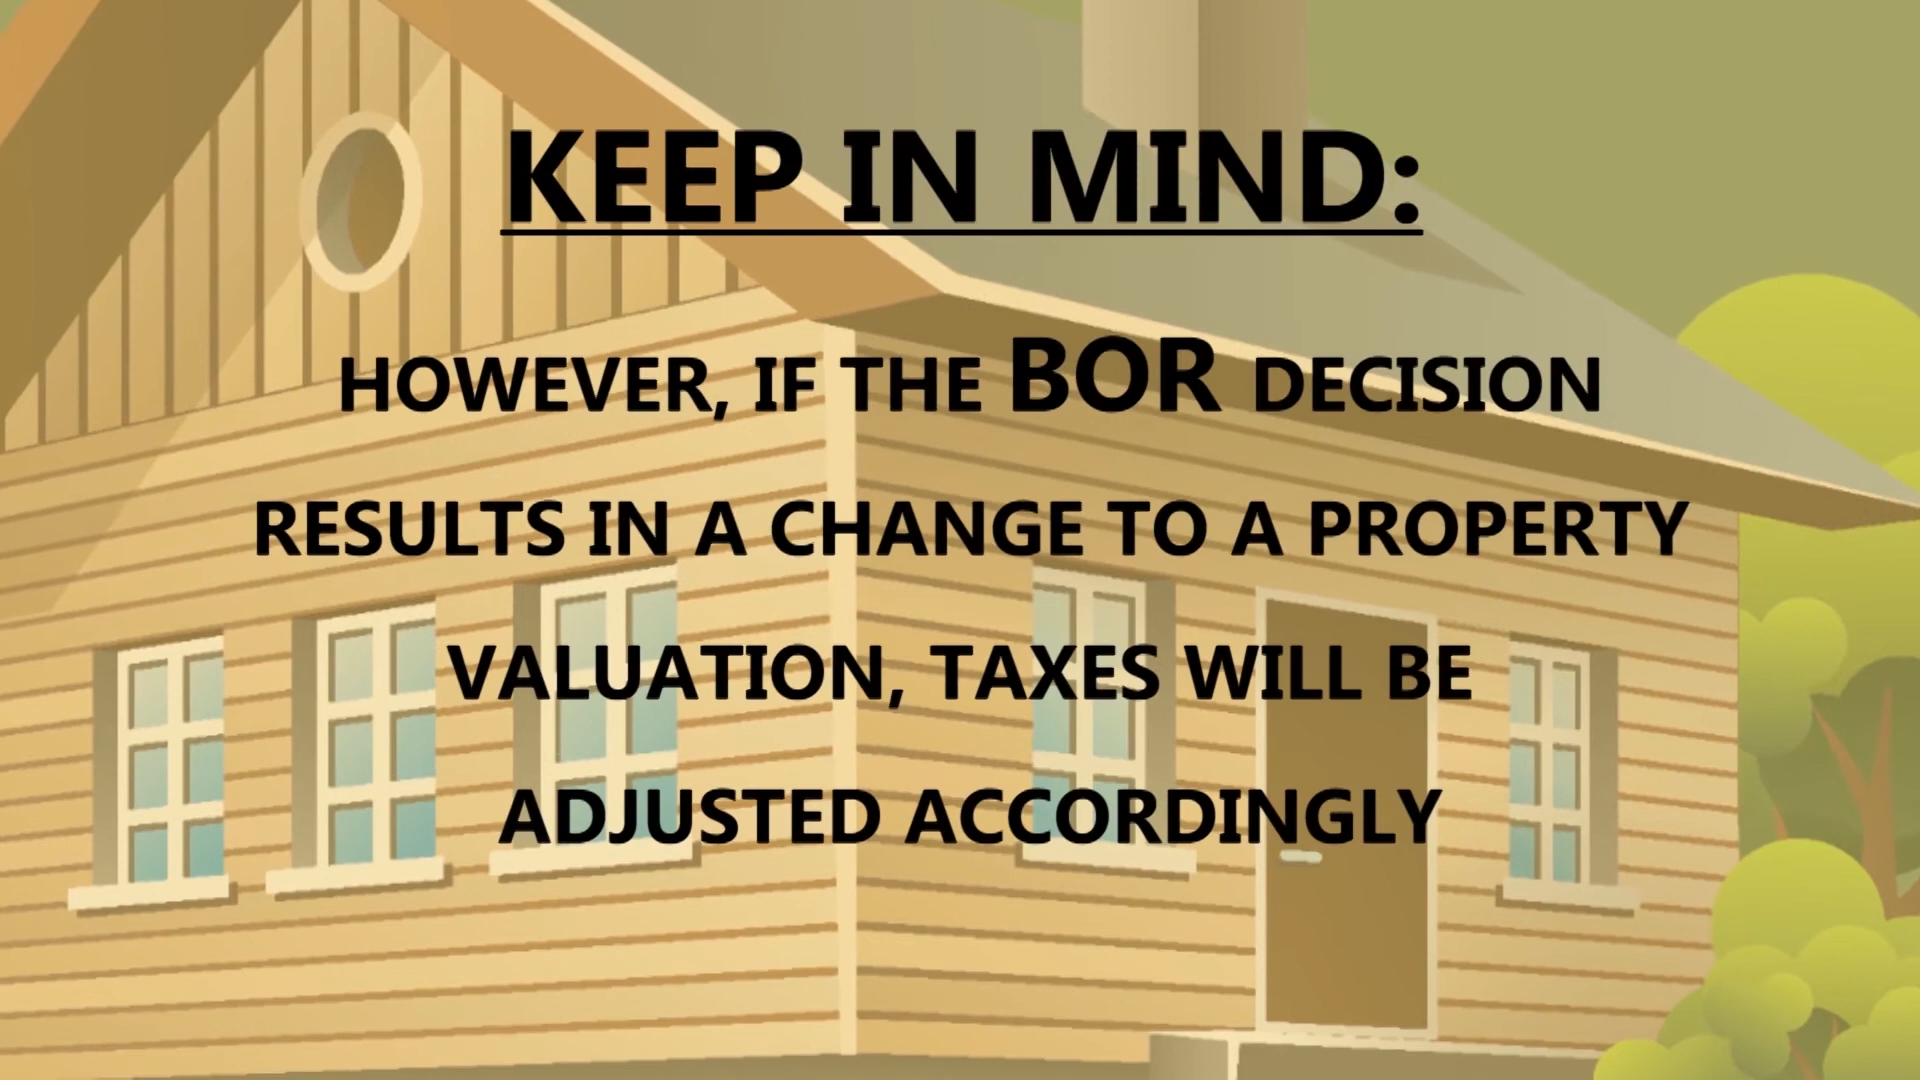 KEEP IN MIND:
HOWEVER, IF THE BOR DECISION
RESULTS IN A CHANGE TO A PROPERTY
VALUATION, TAXES WILL BE
ADJUSTED ACCORDINGLY